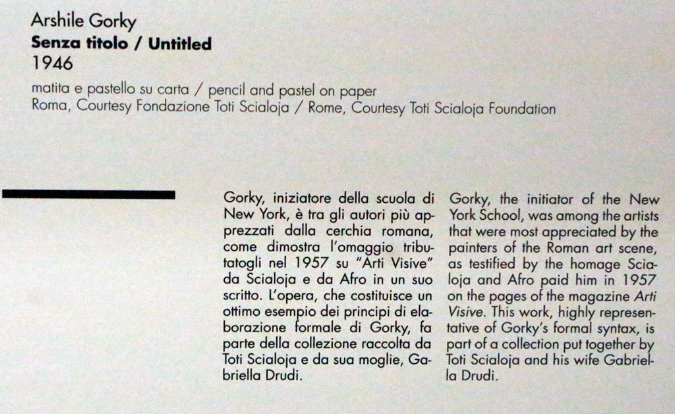 Arshile Gorky
Senza titolo / Untitled
1946
matita e pastello su carta / pencil and pastel on paper
Roma, Courtesy Fondazione Toti Scialoja / Rome, Courtesy Toti Scialoja Foundation
Gorky, iniziatore della scuola di
New York, è tra gli autori più ap-
prezzati dalla cerchia romana,
come dimostra l'omaggio tribu-
tatogli nel 1957 su "Arti Visive"
da Scialoja e da Afro in un suo
scritto. L'opera, che costituisce un
ottimo esempio dei principi di ela-
borazione formale di Gorky, fa
parte della collezione raccolta da
Toti Scialoja e da sua moglie, Ga-
briella Drudi.
Gorky, the initiator of the New
York School, was among the artists
that were most appreciated by the
painters of the Roman art scene,
as testified by the homage Scia-
loja and Afro paid him in 1957
on the pages of the magazine Arti
Visive. This work, highly represen-
tative of Gorky's formal syntax, is
part of a collection put together by
Toti Scialoja and his wife Gabriel-
la Drudi.